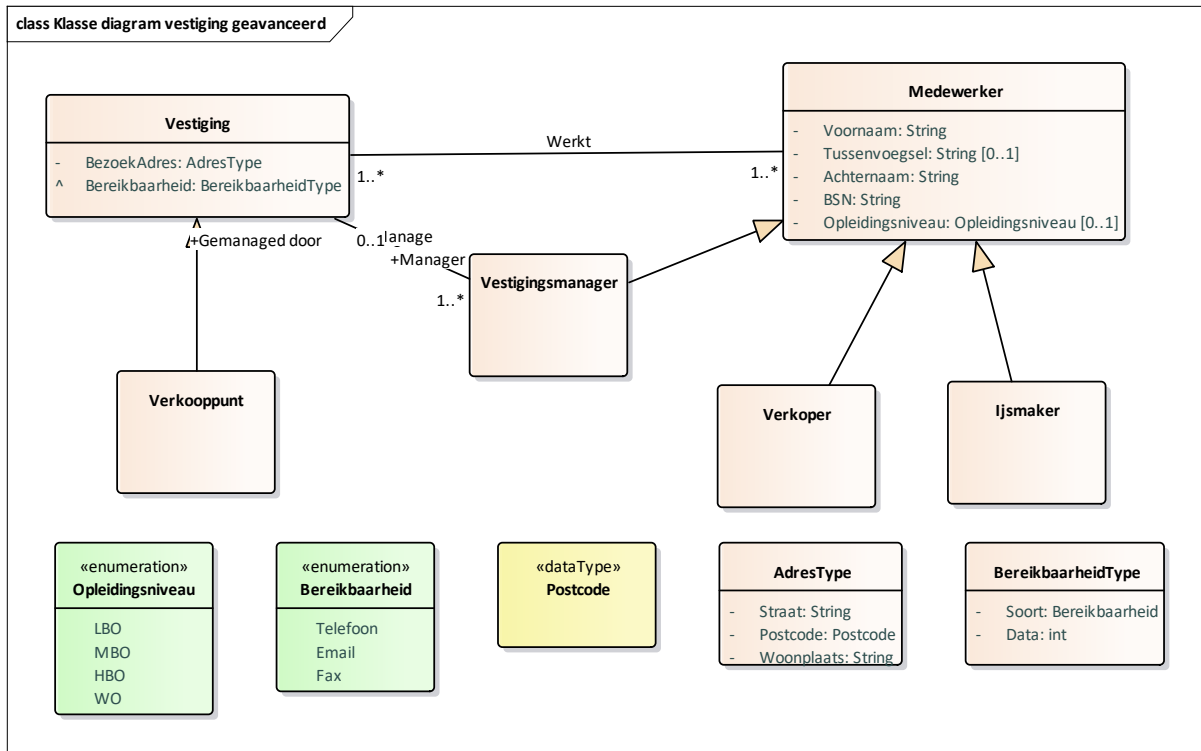 class Klasse diagram vestiging geavanceerd
Vestiging
- BezoekAdres: AdresType
^ Bereikbaarheid: BereikbaarheidType
Werkt
1..*
1..*
Medewerker
- Voornaam: String
- Tussenvoegsel: String [0..1]
- Achternaam: String
- BSN: String
- Opleidingsniveau: Opleidingsniveau [0..1]
+Gemanaged door
0..1
+Manager
1..*
Vestigingsmanager
Verkooppunt
Verkoper
Ijsmaker
«enumeration»
Opleidingsniveau
LBO
MBO
HBO
WO
«enumeration»
Bereikbaarheid
Telefoon
Email
Fax
«dataType»
Postcode
AdresType
- Straat: String
- Postcode: Postcode
- Woonplaats: String
BereikbaarheidType
- Soort: Bereikbaarheid
- Data: int